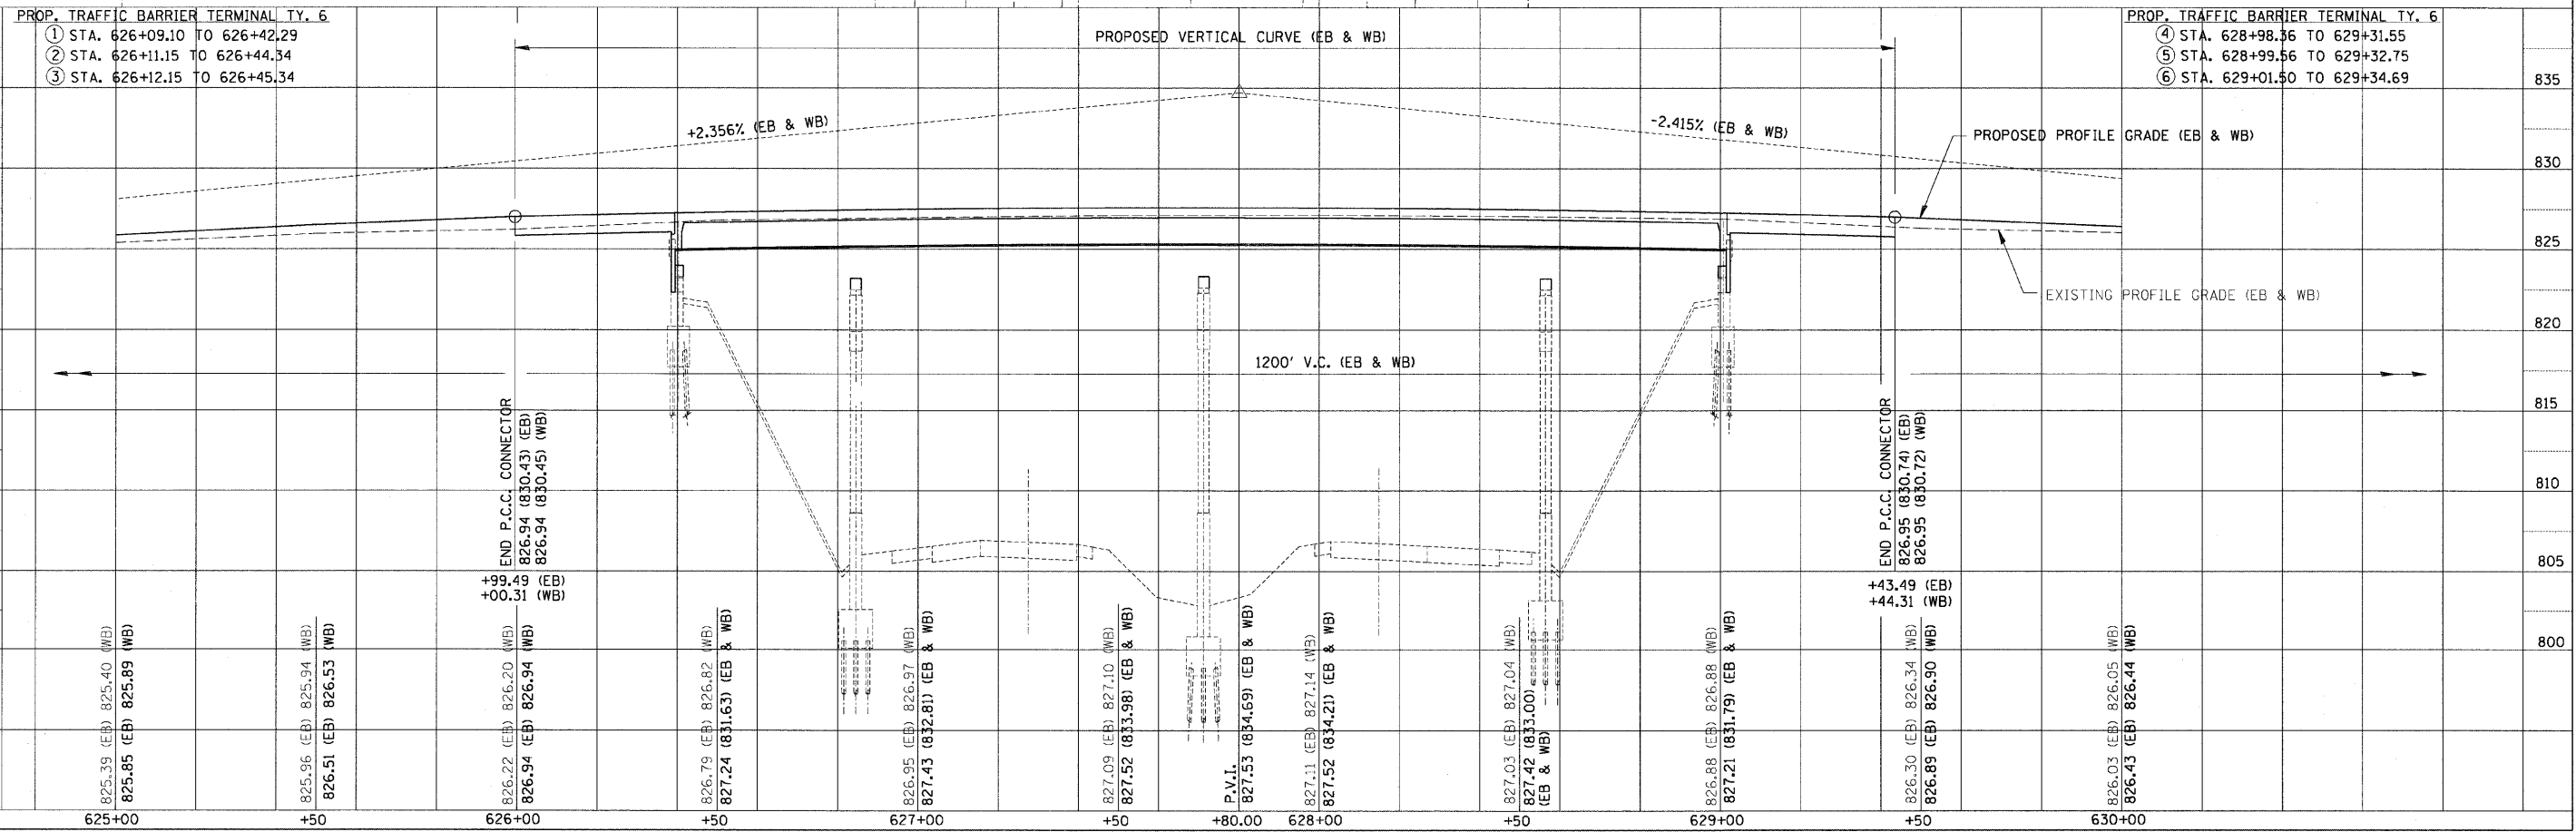 PROP. TRAFFIC BARRIER TERMINAL TY. 6
① STA. 626+09.10 TO 626+42.29
② STA. 626+11.15 TO 626+44.34
③ STA. 626+12.15 TO 626+45.34
PROPOSED VERTICAL CURVE (EB & WB)
PROP. TRAFFIC BARRIER TERMINAL TY. 6
④ STA. 628+98.36 TO 629+31.55
⑤ STA. 628+99.56 TO 629+32.75
⑥ STA. 629+01.50 TO 629+34.69
835
+2.356% (EB & WB)
-2.415% (EB & WB)
PROPOSED PROFILE GRADE (EB & WB)
830
825
EXISTING PROFILE GRADE (EB & WB)
820
1200' V.C. (EB & WB)
815
810
805
800
END P.C.C. CONNECTOR
826.94 (830.43) (EB)
826.94 (830.45) (WB)
+99.49 (EB)
+00.31 (WB)
END P.C.C. CONNECTOR
826.95 (830.74) (EB)
826.95 (830.72) (WB)
+43.49 (EB)
+44.31 (WB)
825.39 (EB) 825.40 (WB)
825.85 (EB) 825.89 (WB)
825.96 (EB) 825.94 (WB)
826.51 (EB) 826.53 (WB)
826.22 (EB) 826.20 (WB)
826.94 (EB) 826.94 (WB)
826.79 (EB) 826.82 (WB)
827.24 (831.63) (EB & WB)
826.95 (EB) 826.97 (WB)
827.43 (832.81) (EB & WB)
827.09 (EB) 827.10 (WB)
827.52 (833.98) (EB & WB)
P.V.I.
827.53 (834.69) (EB & WB)
827.11 (EB) 827.14 (WB)
827.52 (834.21) (EB & WB)
827.03 (EB) 827.04 (WB)
827.42 (833.00)
(EB & WB)
826.88 (EB) 826.88 (WB)
827.21 (831.79) (EB & WB)
826.30 (EB) 826.34 (WB)
826.89 (EB) 826.90 (WB)
826.03 (EB) 826.05 (WB)
826.43 (EB) 826.44 (WB)
625+00 +50 626+00 +50 627+00 +50 +80.00 628+00 +50 629+00 +50 630+00